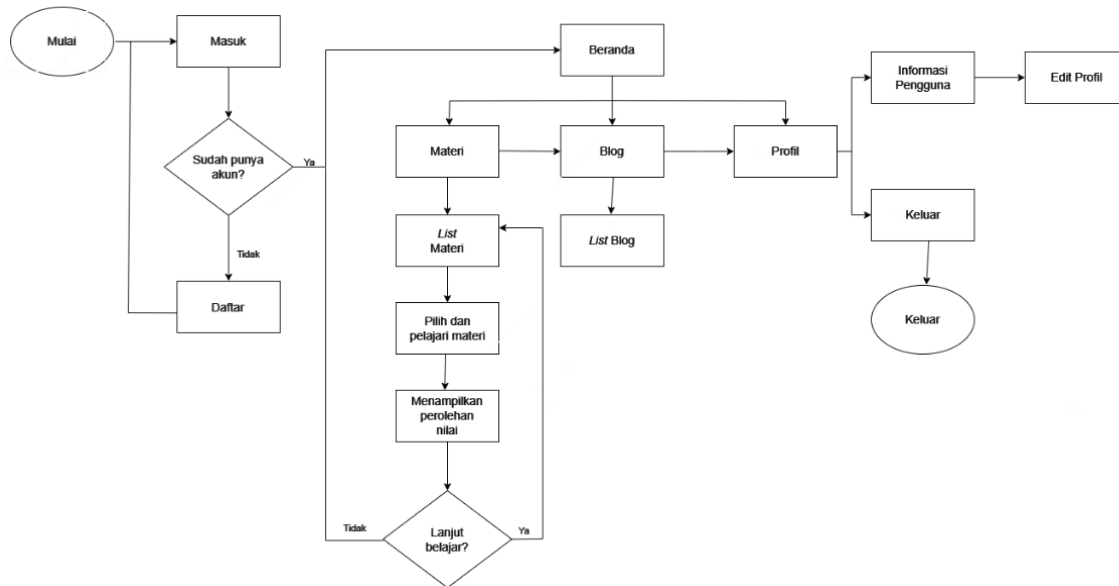 Mulai
Masuk
Beranda
Informasi
Pengguna
Edit Profil
Sudah punya
akun?
Ya
Materi
Blog
Profil
Tidak
List
Materi
List Blog
Keluar
Daftar
Pilih dan
pelajari materi
Keluar
Menampilkan
perolehan
nilai
Tidak
Lanjut
belajar?
Ya